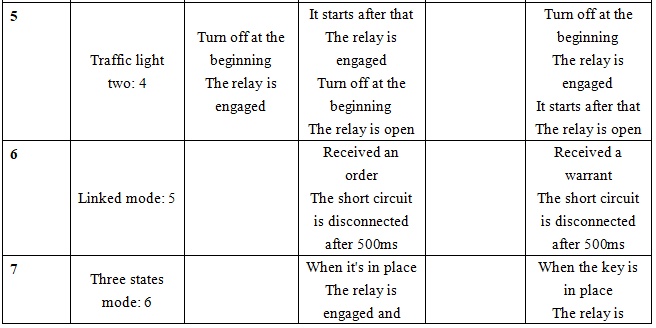 5
Traffic light
two: 4
Turn off at the
beginning
The relay is
engaged
It starts after that
The relay is
engaged
Turn off at the
beginning
The relay is open
Turn off at the
beginning
The relay is
engaged
It starts after that
The relay is open
6
Linked mode: 5
Received an
order
The short circuit
is disconnected
after 500ms
Received a
warrant
The short circuit
is disconnected
after 500ms
7
Three states
mode: 6
When it's in place
The relay is
engaged and
When the key is
in place
The relay is